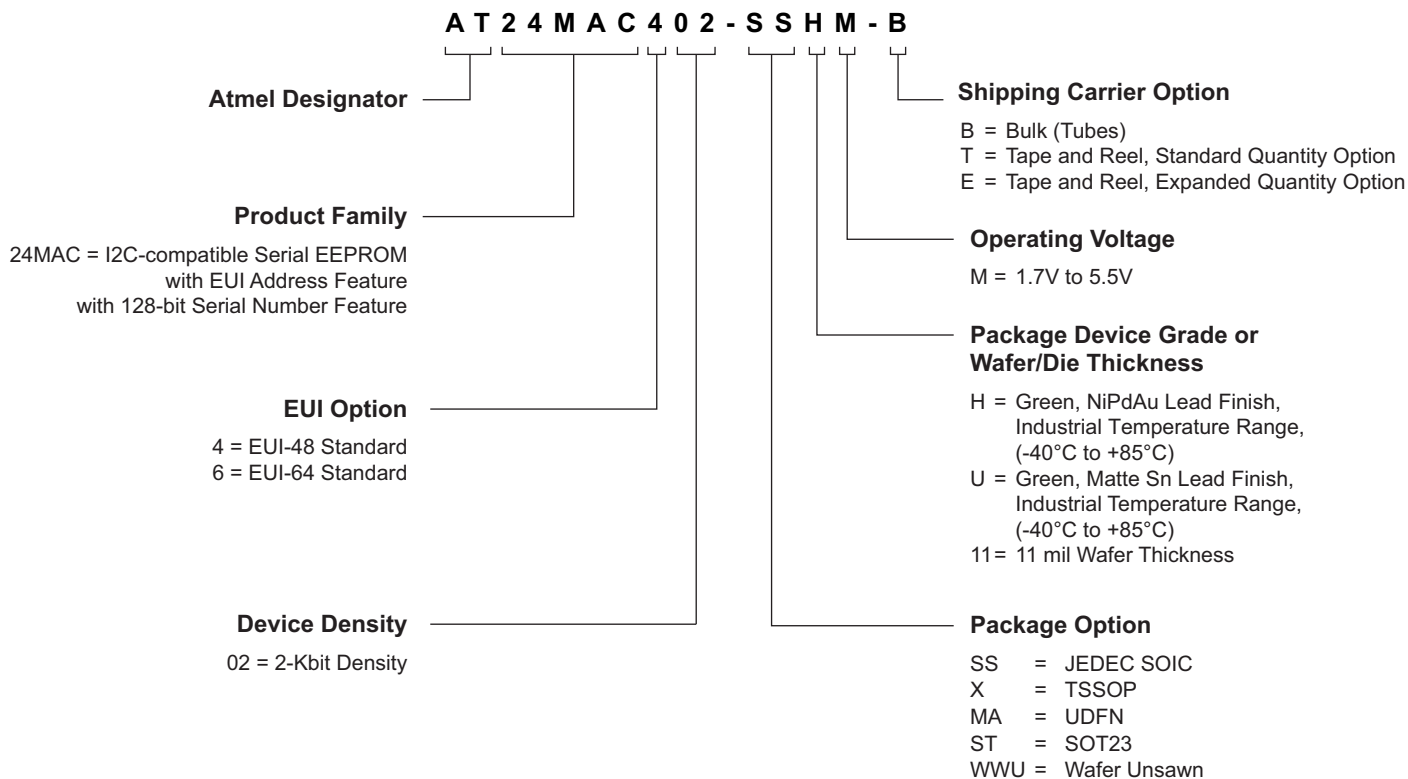 AT24MAC402-SSHM-B
Atmel Designator
Product Family
24MAC = I2C-compatible Serial EEPROM
with EUI Address Feature
with 128-bit Serial Number Feature
EUI Option
4 = EUI-48 Standard
6 = EUI-64 Standard
Device Density
02 = 2-Kbit Density
Shipping Carrier Option
B = Bulk (Tubes)
T = Tape and Reel, Standard Quantity Option
E = Tape and Reel, Expanded Quantity Option
Operating Voltage
M = 1.7V to 5.5V
Package Device Grade or
Wafer/Die Thickness
H = Green, NiPdAu Lead Finish,
Industrial Temperature Range,
(-40°C to +85°C)
U = Green, Matte Sn Lead Finish,
Industrial Temperature Range,
(-40°C to +85°C)
11= 11 mil Wafer Thickness
Package Option
SS = JEDEC SOIC
X = TSSOP
MA = UDFN
ST = SOT23
WWU = Wafer Unsawn